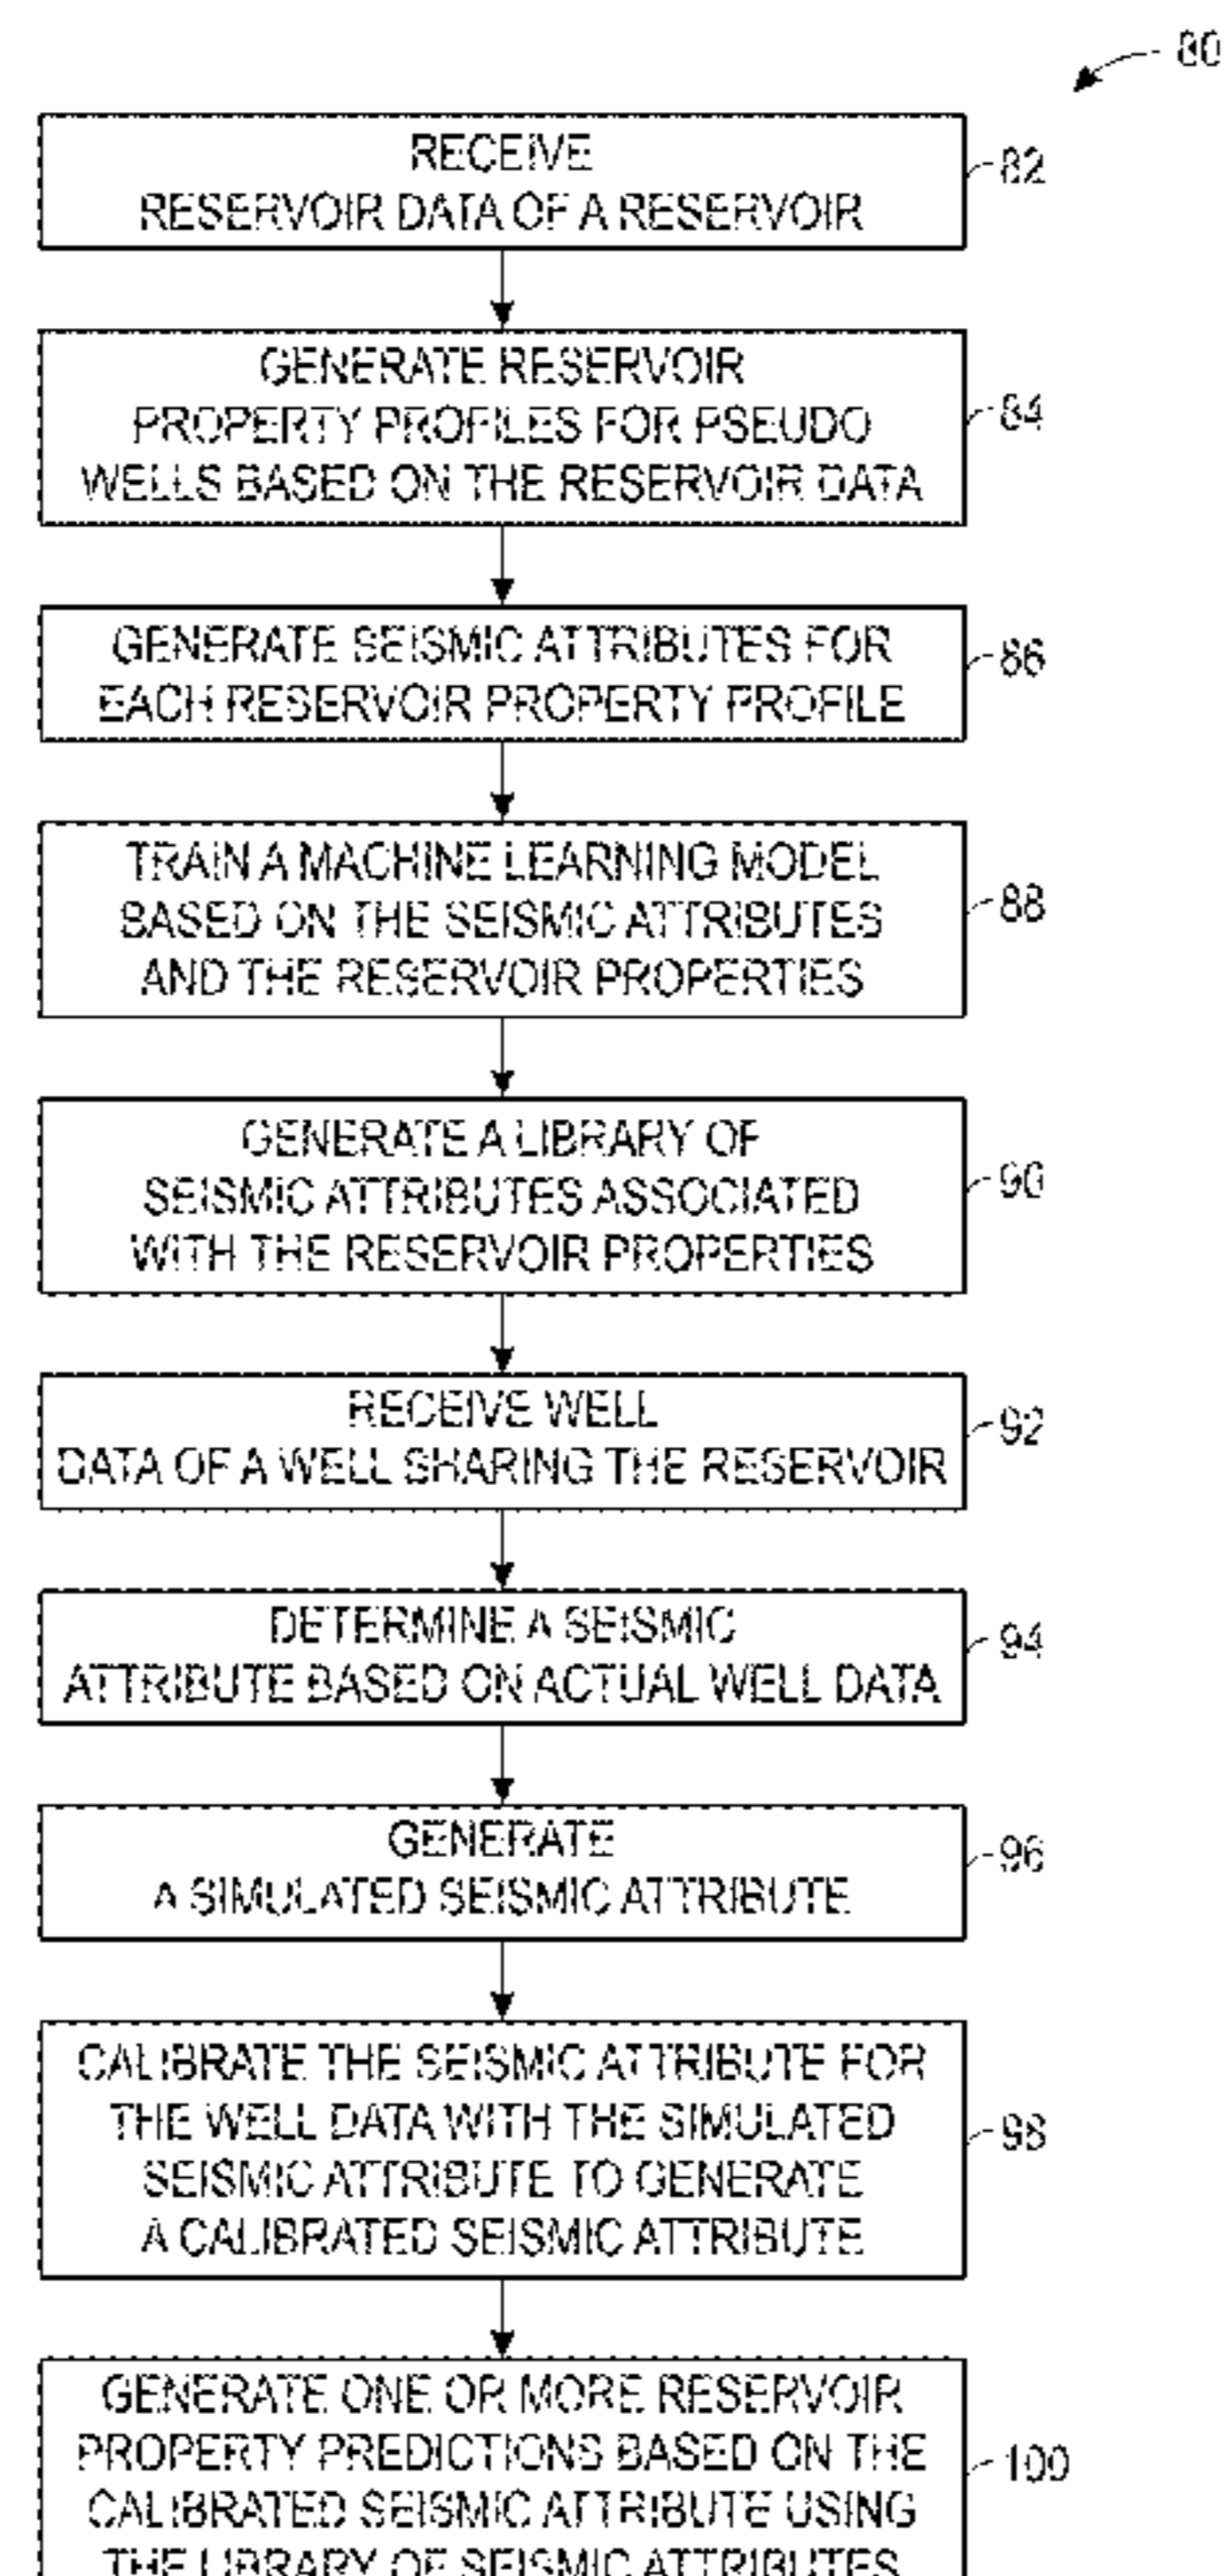 80
RECEIVE
RESERVOIR DATA OF A RESERVOIR
82
GENERATE RESERVOIR
PROPERTY PROFILES FOR PSEUDO
WELLS BASED ON THE RESERVOIR DATA
84
GENERATE SEISMIC ATTRIBUTES FOR
EACH RESERVOIR PROPERTY PROFILE
86
TRAIN A MACHINE LEARNING MODEL
BASED ON THE SEISMIC ATTRIBUTES
AND THE RESERVOIR PROPERTIES
88
GENERATE A LIBRARY OF
SEISMIC ATTRIBUTES ASSOCIATED
WITH THE RESERVOIR PROPERTIES
90
RECEIVE WELL
DATA OF A WELL SHARING THE RESERVOIR
92
DETERMINE A SEISMIC
ATTRIBUTE BASED ON ACTUAL WELL DATA
94
GENERATE
A SIMULATED SEISMIC ATTRIBUTE
96
CALIBRATE THE SEISMIC ATTRIBUTE FOR
THE WELL DATA WITH THE SIMULATED
SEISMIC ATTRIBUTE TO GENERATE
A CALIBRATED SEISMIC ATTRIBUTE
98
GENERATE ONE OR MORE RESERVOIR
PROPERTY PREDICTIONS BASED ON THE
CALIBRATED SEISMIC ATTRIBUTE USING
THE LIBRARY OF SEISMIC ATTRIBUTES
100